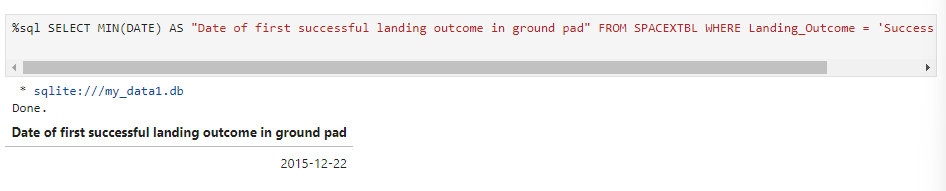 %sql SELECT MIN(DATE) AS "Date of first successful landing outcome in ground pad" FROM SPACEXTBL WHERE Landing_Outcome = 'Success
* sqlite:///my_data1.db
Done.
Date of first successful landing outcome in ground pad
2015-12-22